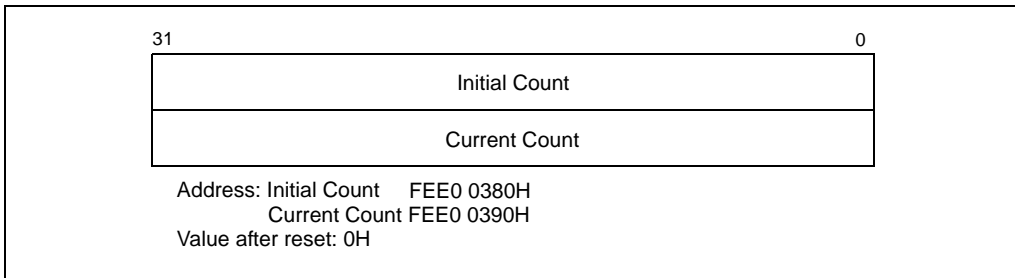 31 0
Initial Count
Current Count
Address: Initial Count FEE0 0380H
Current Count FEE0 0390H
Value after reset: 0H